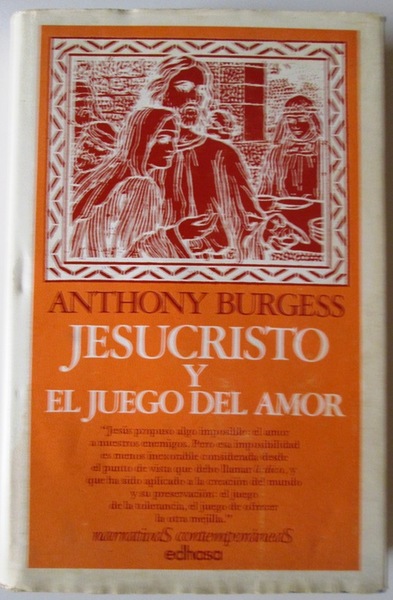 ANTHONY BURGESS
JESUCRISTO
Y
EL JUEGO DEL AMOR
"Jesús propuso algo imposible: el amor
a nuestros enemigos. Pero esa imposibilidad
es menos inexorable considerada desde
el punto de vista que debo llamar lúdico, y
que ha sido aplicado a la creación del mundo
y su preservación: el juego
de la tolerancia, el juego de ofrecer
la otra mejilla."
narrativaS contemporáneaS
edhasa